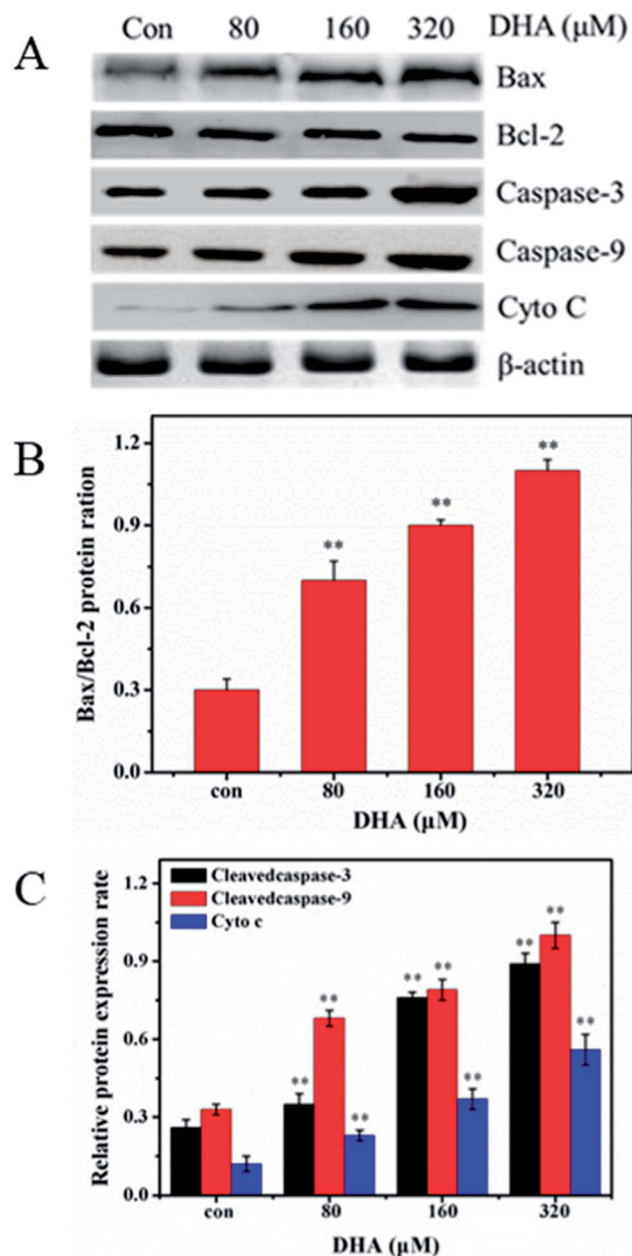 A
Con 80 160 320 DHA (μM)
Bax
Bcl-2
Caspase-3
Caspase-9
Cyto C
β-actin
B
Bax/Bcl-2 protein ration
1.2
0.9
0.6
0.3
0.0
** ** **
con 80 160 320
DHA (μM)
C
Relative protein expression rate
1.2
0.9
0.6
0.3
0.0
Cleavedcaspase-3
Cleavedcaspase-9
Cyto c
** ** ** ** ** ** ** ** **
con 80 160 320
DHA (μM)